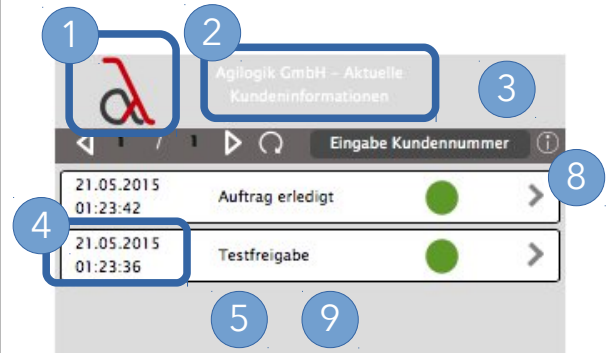 1
2
Agilogik GmbH – Aktuelle
Kundeninformationen
3
1 / 1 Eingabe Kundennummer
8
21.05.2015
01:23:42
Auftrag erledigt
4
21.05.2015
01:23:36
Testfreigabe
5
9